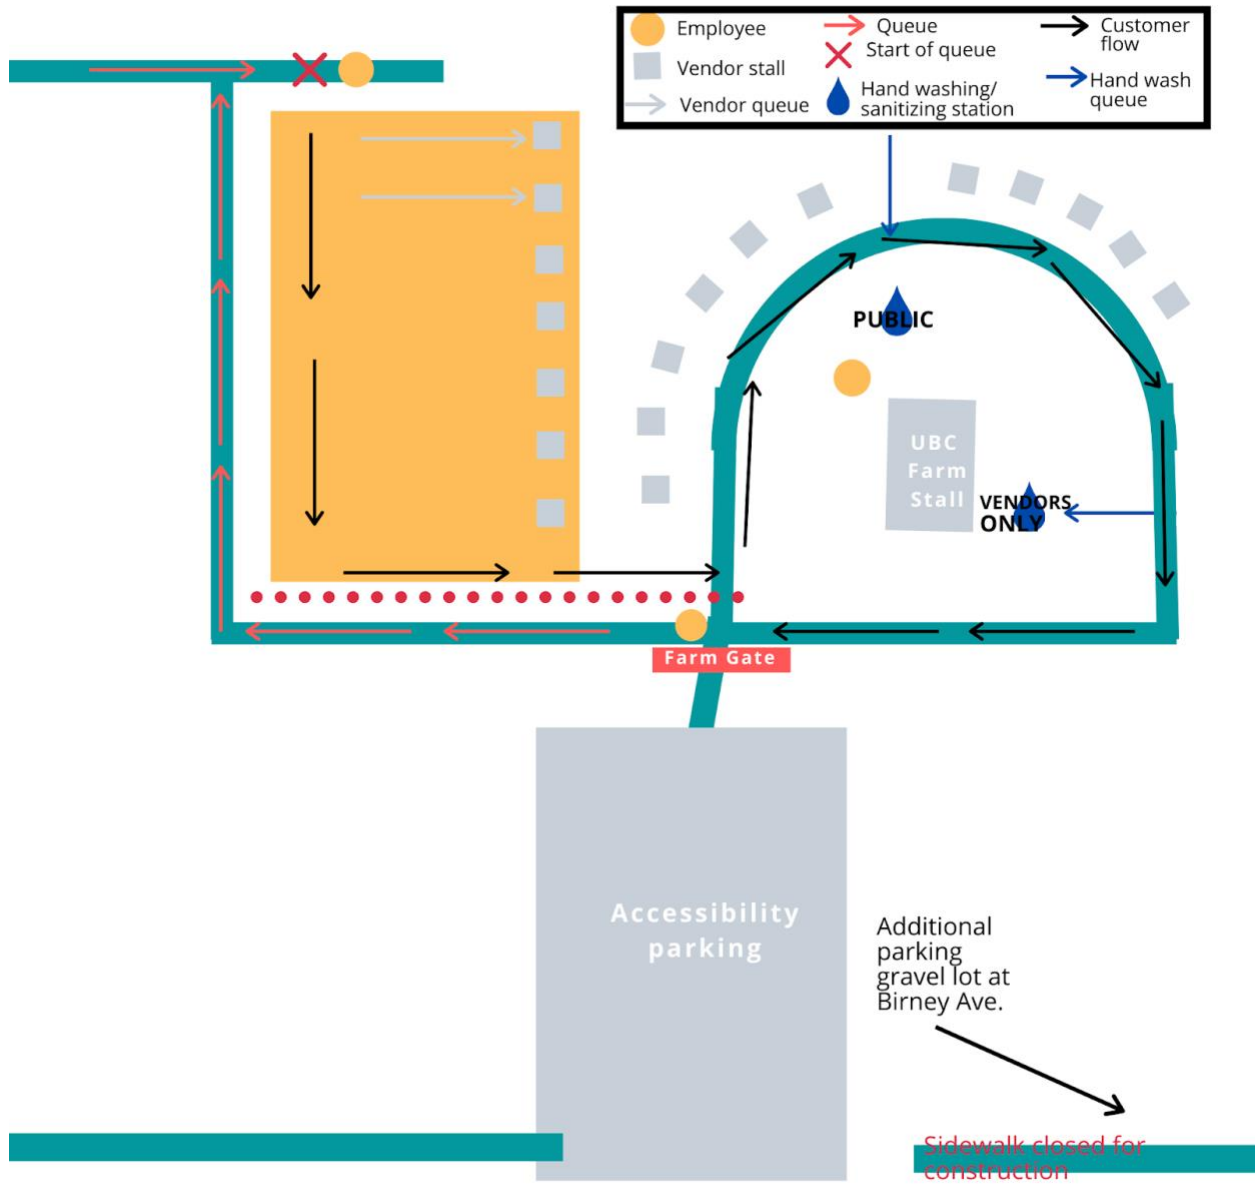 Employee
Vendor stall
Vendor queue
Queue
Start of queue
Hand washing/
sanitizing station
Customer
flow
Hand wash
queue
PUBLIC
UBC
Farm
Stall
VENDORS
ONLY
Farm Gate
Accessibility
parking
Additional
parking
gravel lot at
Birney Ave.
Sidewalk closed for
construction